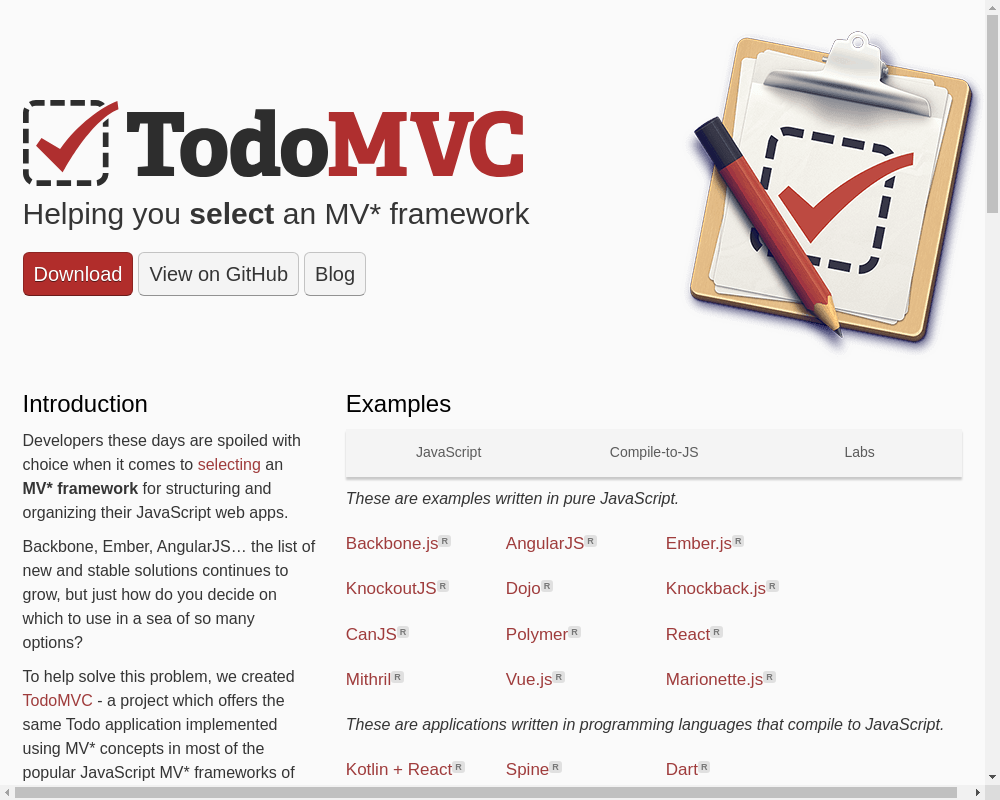 TodoMVC
Helping you select an MV* framework
Download
View on GitHub
Blog
Introduction
Developers these days are spoiled with
choice when it comes to selecting an
MV* framework for structuring and
organizing their JavaScript web apps.
Backbone, Ember, AngularJS… the list of
new and stable solutions continues to
grow, but just how do you decide on
which to use in a sea of so many
options?
To help solve this problem, we created
TodoMVC - a project which offers the
same Todo application implemented
using MV* concepts in most of the
popular JavaScript MV* frameworks of
Examples
JavaScript
Compile-to-JS
Labs
These are examples written in pure JavaScript.
Backbone.js R
AngularJS R
Ember.js R
KnockoutJS R
Dojo R
Knockback.js R
CanJS R
Polymer R
React R
Mithril R
Vue.js R
Marionette.js R
These are applications written in programming languages that compile to JavaScript.
Kotlin + React R
Spine R
Dart R